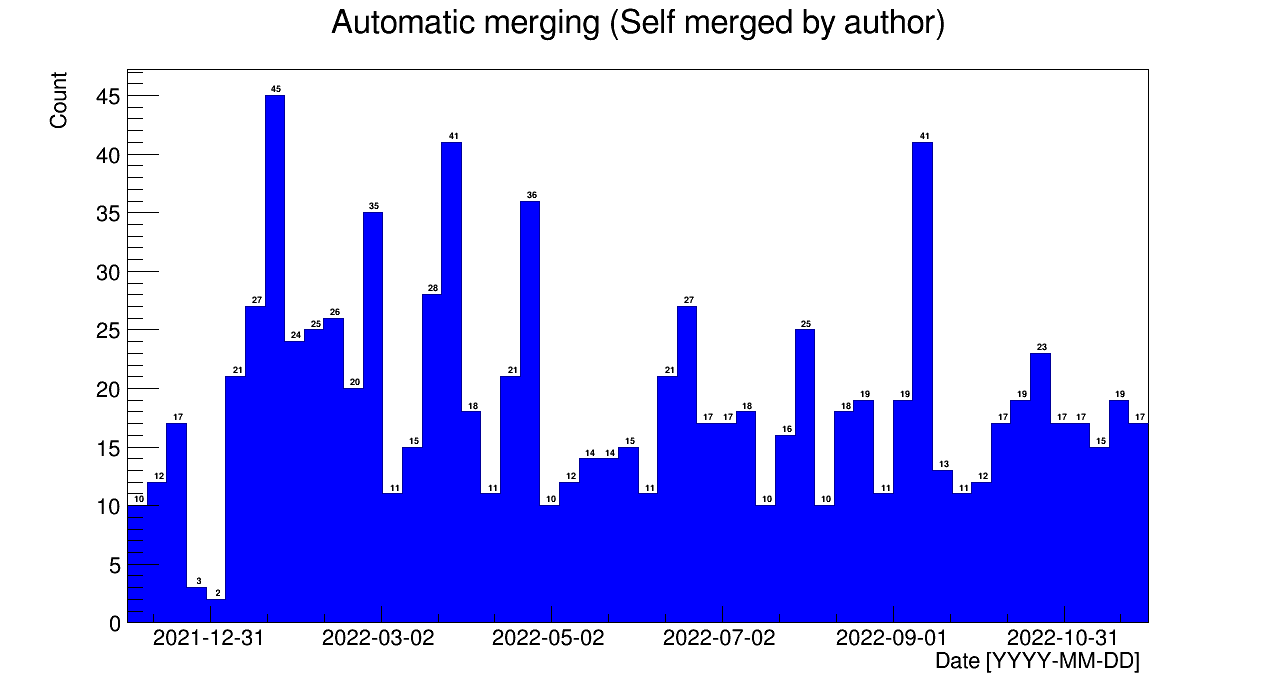 Automatic merging (Self merged by author)
Count
45
40
35
30
25
20
15
10
5
0
10 12 17 3 2 21 27 45 24 25 26 20 35 11 15 28 41 18 11 21 36 10 12 14 14 15 11 21 27 17 17 18 10 16 25 10 18 19 11 19 41 13 11 12 17 19 23 17 17 15 19 17
2021-12-31 2022-03-02 2022-05-02 2022-07-02 2022-09-01 2022-10-31
Date [YYYY-MM-DD]